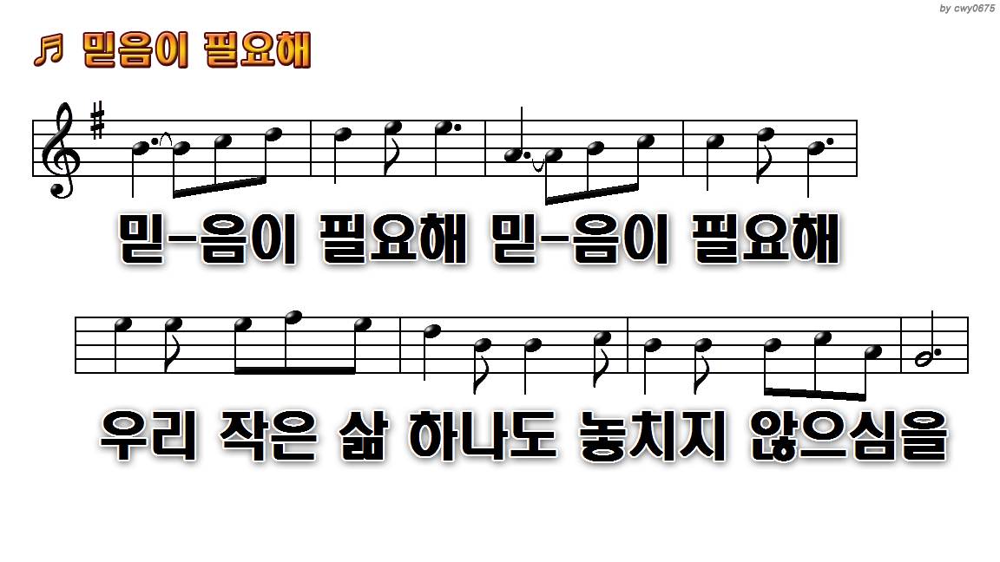 by cwy0675
♬ 믿음이 필요해
믿-음이 필요해 믿-음이 필요해
우리 작은 삶 하나도 놓치지 않으심을